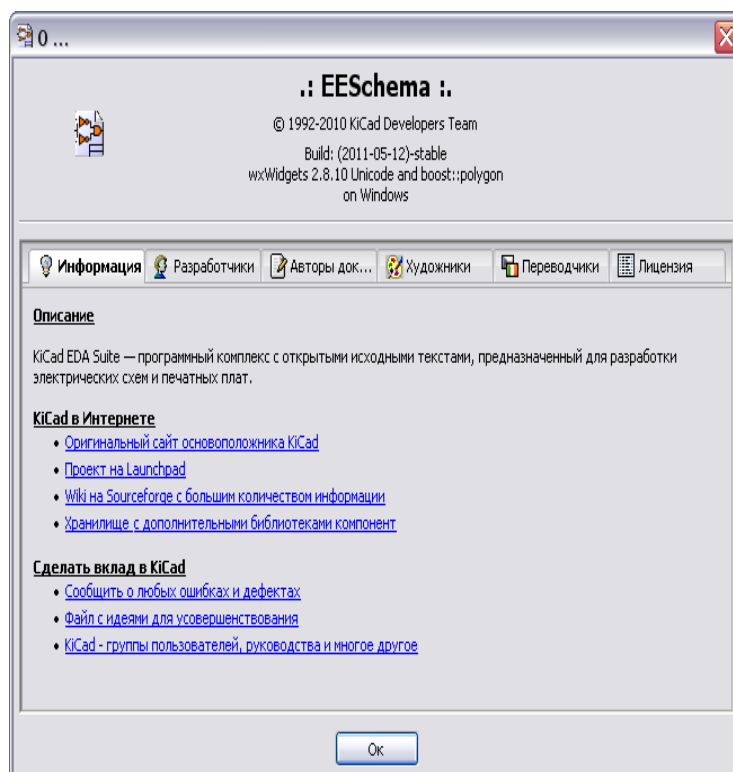 0 ...
.: EESchema :.
© 1992-2010 KiCad Developers Team
Build: (2011-05-12)-stable
wxWidgets 2.8.10 Unicode and boost::polygon
on Windows
Информация Разработчики Авторы док... Художники Переводчики Лицензия
Описание
KiCad EDA Suite — программный комплекс с открытыми исходными текстами, предназначенный для разработки
электрических схем и печатных плат.
KiCad в Интернете
• Оригинальный сайт основоположника KiCad
• Проект на Launchpad
• Wiki на Sourceforge с большим количеством информации
• Хранилище с дополнительными библиотеками компонент
Сделать вклад в KiCad
• Сообщить о любых ошибках и дефектах
• Файл с идеями для усовершенствования
• KiCad - группы пользователей, руководства и многое другое
Ок